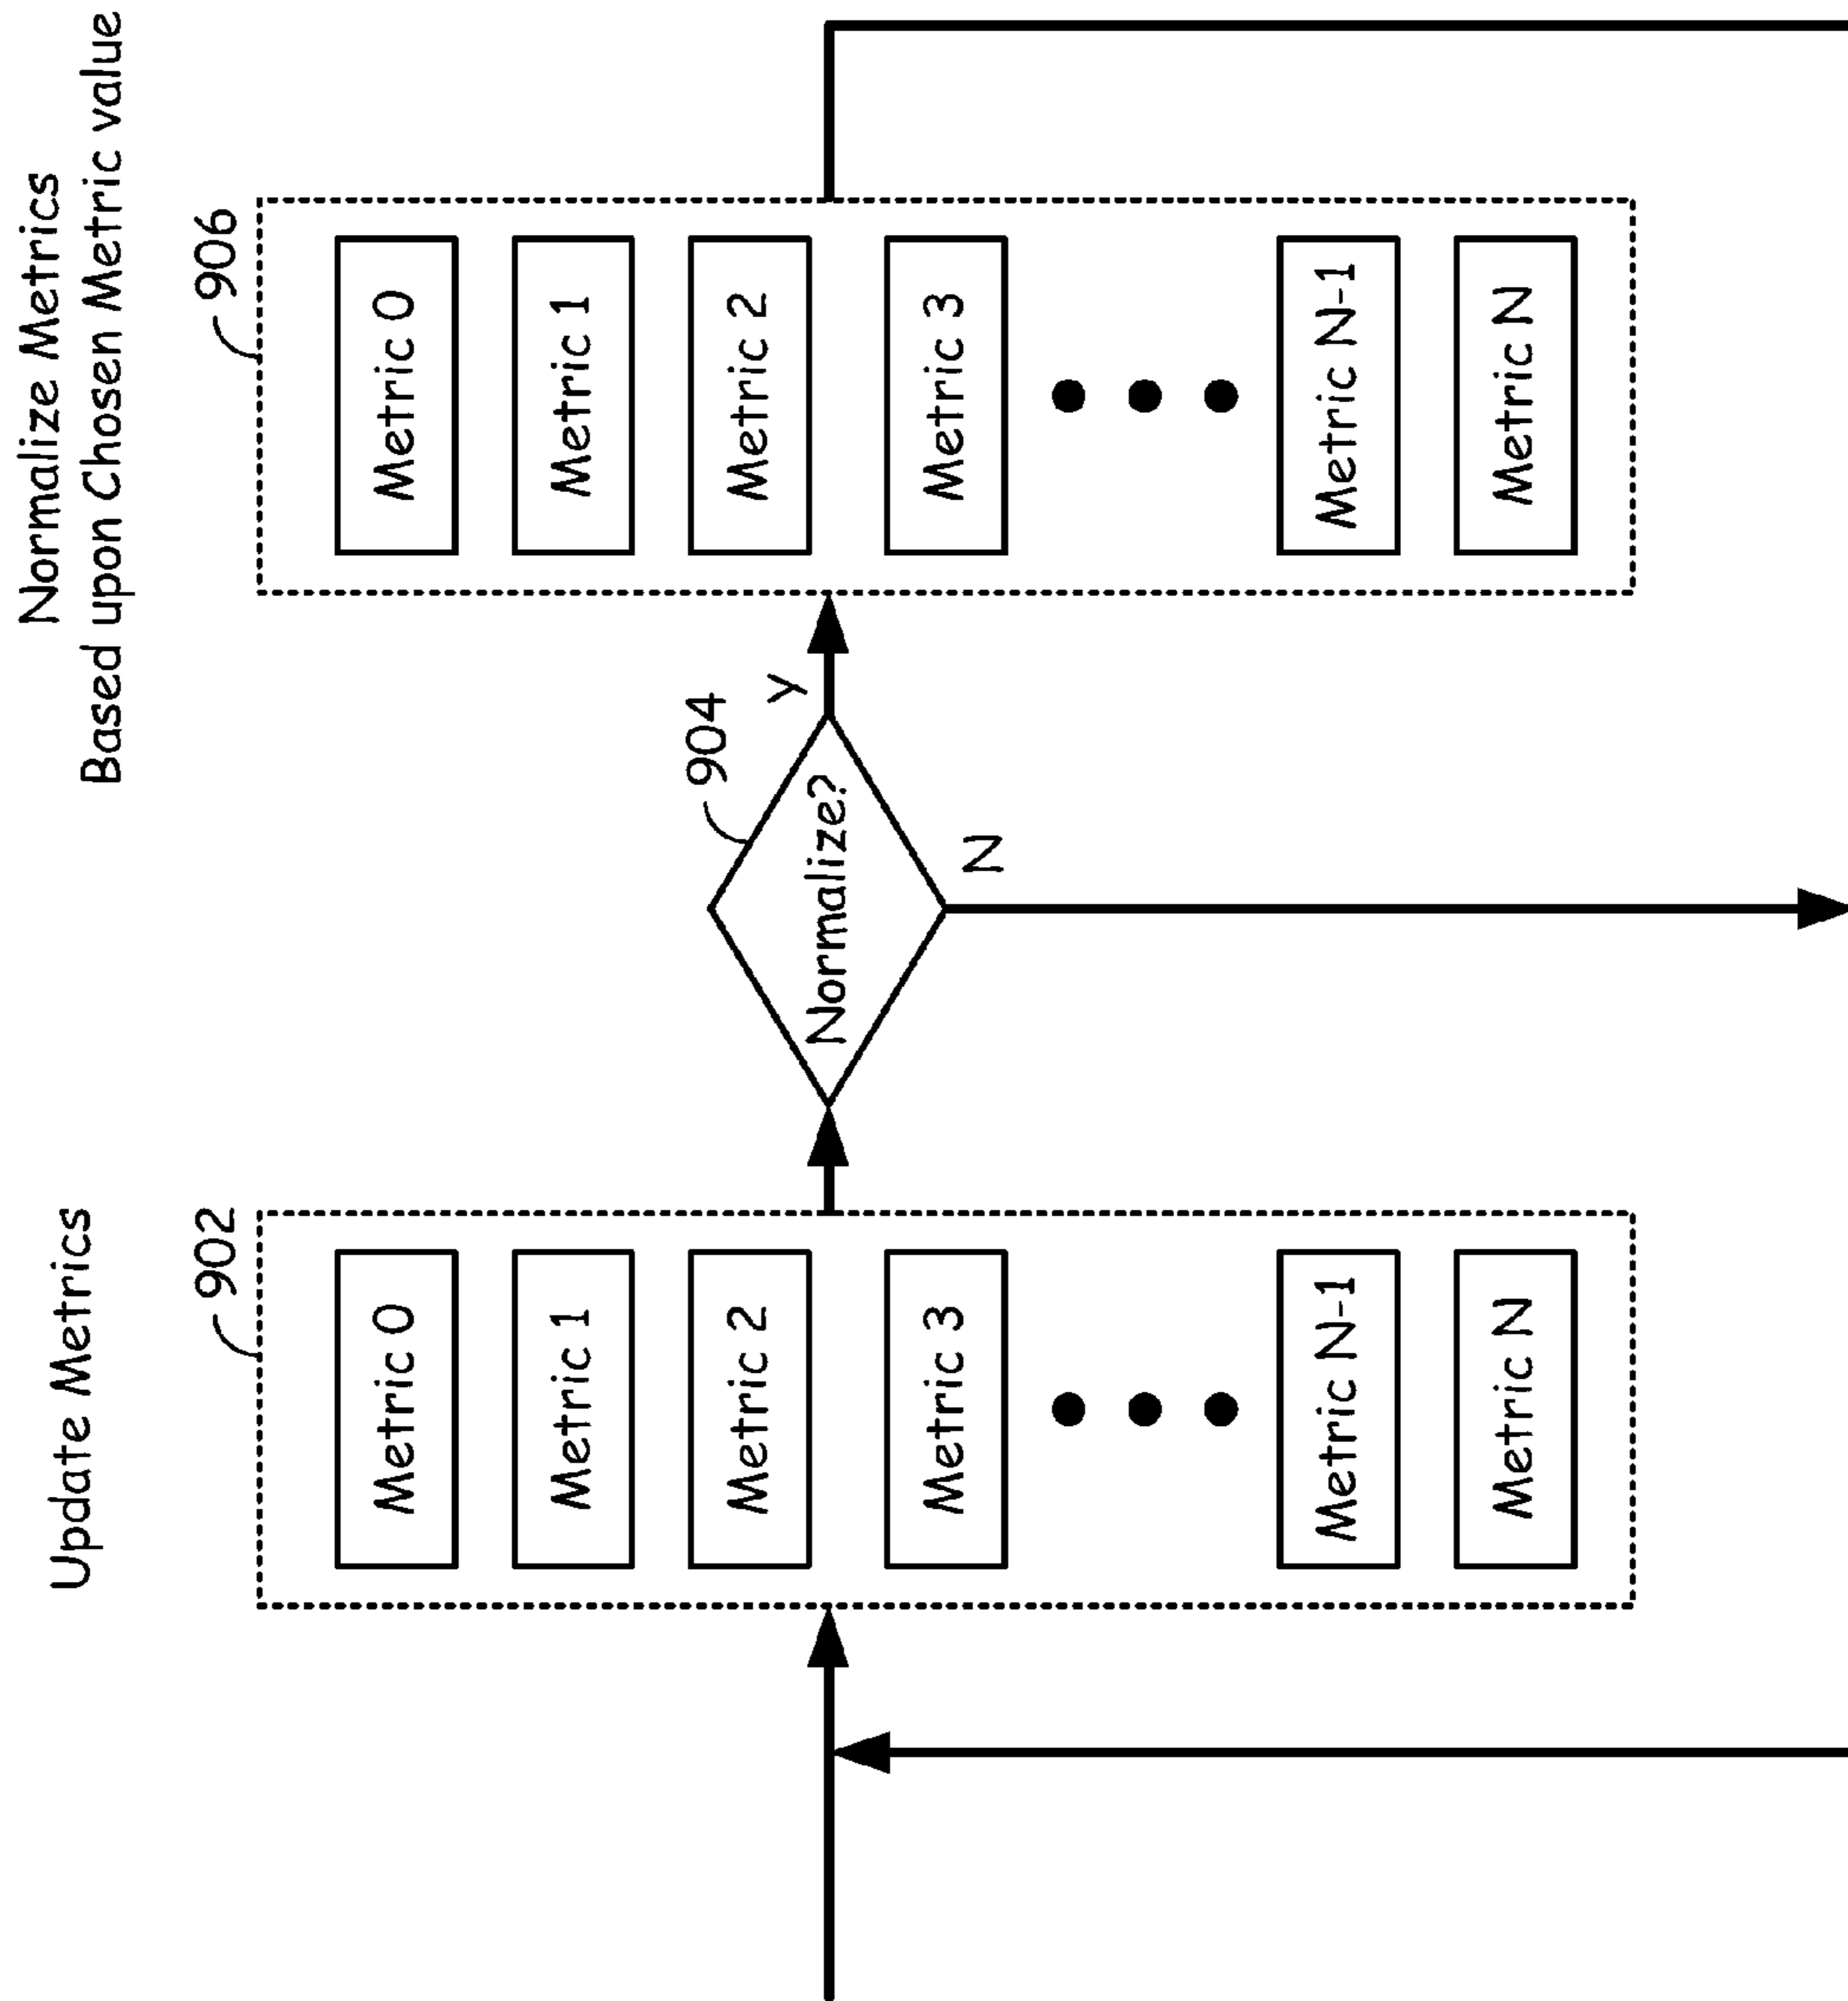 Update Metrics
902
Metric 0
Metric 1
Metric 2
Metric 3
Metric N-1
Metric N
904
Normalize?
Y
N
Normalize Metrics
Based upon Chosen Metric value
906
Metric 0
Metric 1
Metric 2
Metric 3
Metric N-1
Metric N